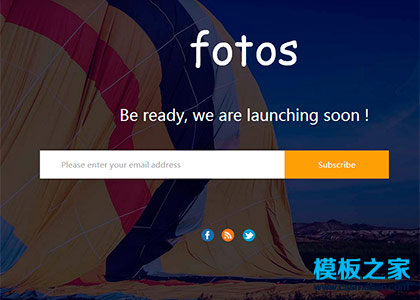 fotos
Be ready, we are launching soon !
Please enter your email address
Subscribe
模板之家